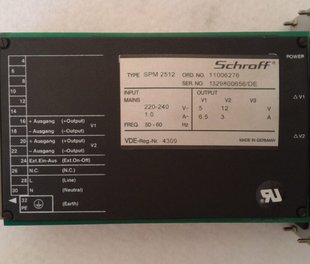 Schroff®
TYPE SPM 2512 ORD. NO. 11006276
SER. NO. 1329800656/DE
INPUT OUTPUT
MAINS V1 V2 V3
220-240 V~ 5 12 V
1.0 A~ 6.5 3. A
FREQ. 50-60 Hz
VDE-Reg.-Nr. 4309 MADE IN GERMANY
POWER
△V1
△V2
4
6
8
10
12
14
16 + Ausgang (+Output)
18 – Ausgang (–Output)
V1
20 + Ausgang (+Output)
22 – Ausgang (–Output)
V2
24 Ext.Ein-Aus (Ext.On-Off)
26 N.C. (N.C.)
28 L (Line)
30 N (Neutral)
32 PE (Earth)